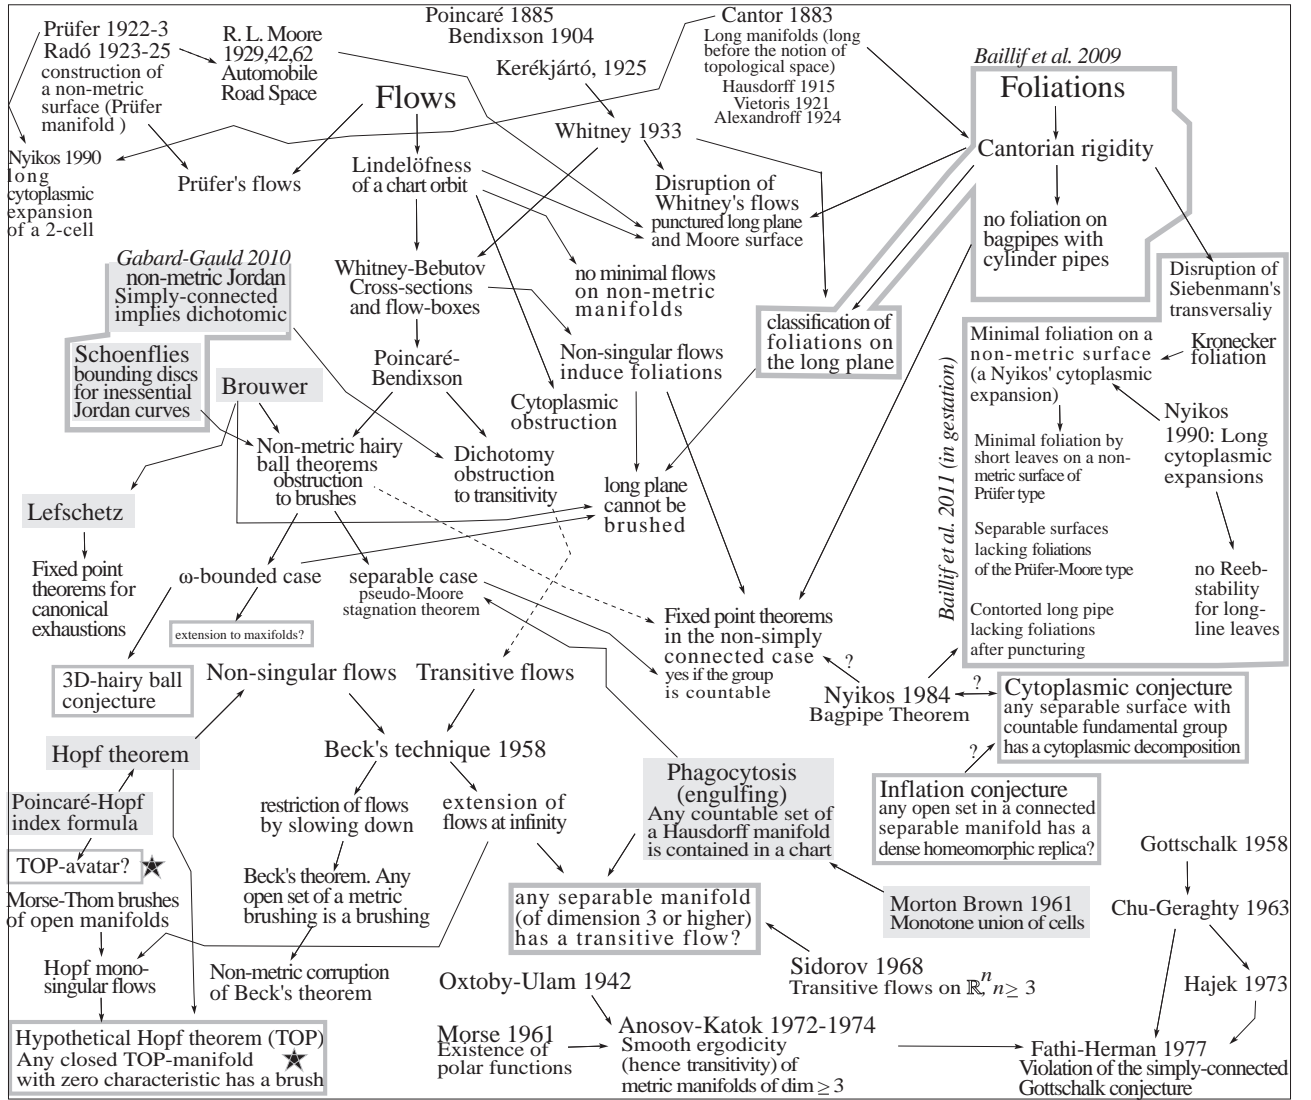 Prüfer 1922-3
Radó 1923-25
construction of
a non-metric
surface (Prüfer
manifold )
R. L. Moore
1929,42,62
Automobile
Road Space
Poincaré 1885
Bendixson 1904
Kerékjártó, 1925
Cantor 1883
Long manifolds (long
before the notion of
topological space)
Hausdorff 1915
Vietoris 1921
Alexandroff 1924
Baillif et al. 2009
Foliations
Flows
Whitney 1933
Cantorian rigidity
Nyikos 1990
long
cytoplasmic
expansion
of a 2-cell
Prüfer's flows
Lindelöfness
of a chart orbit
Disruption of
Whitney's flows
punctured long plane
and Moore surface
no foliation on
bagpipes with
cylinder pipes
Gabard-Gauld 2010
non-metric Jordan
Simply-connected
implies dichotomic
Whitney-Bebutov
Cross-sections
and flow-boxes
no minimal flows
on non-metric
manifolds
Disruption of
Siebenmann's
transversaliy
classification of
foliations on
the long plane
Minimal foliation on a
non-metric surface
(a Nyikos' cytoplasmic
expansion)
Kronecker
foliation
Schoenflies
bounding discs
for inessential
Jordan curves
Brouwer
Poincaré-
Bendixson
Non-singular flows
induce foliations
Cytoplasmic
obstruction
Nyikos
1990: Long
cytoplasmic
expansions
Non-metric hairy
ball theorems
obstruction
to brushes
Dichotomy
obstruction
to transitivity
long plane
cannot be
brushed
Minimal foliation by
short leaves on a non-
metric surface of
Prüfer type
Baillif et al. 2011 (in gestation)
Lefschetz
Separable surfaces
lacking foliations
of the Prüfer-Moore type
Fixed point
theorems for
canonical
exhaustions
ω-bounded case
separable case
pseudo-Moore
stagnation theorem
no Reeb-
stability
for long-
line leaves
extension to maxifolds?
Fixed point theorems
in the non-simply
connected case
yes if the group
is countable
Contorted long pipe
lacking foliations
after puncturing
3D-hairy ball
conjecture
Non-singular flows
Transitive flows
?
Nyikos 1984
Bagpipe Theorem
?
Cytoplasmic conjecture
any separable surface with
countable fundamental group
has a cytoplasmic decomposition
Hopf theorem
Beck's technique 1958
?
Phagocytosis
(engulfing)
Any countable set of
a Hausdorff manifold
is contained in a chart
Inflation conjecture
any open set in a connected
separable manifold has a
dense homeomorphic replica?
Poincaré-Hopf
index formula
restriction of flows
by slowing down
extension of
flows at infinity
Gottschalk 1958
TOP-avatar?
Beck's theorem. Any
open set of a metric
brushing is a brushing
any separable manifold
(of dimension 3 or higher)
has a transitive flow?
Morton Brown 1961
Monotone union of cells
Chu-Geraghty 1963
Morse-Thom brushes
of open manifolds
Hopf mono-
singular flows
Non-metric corruption
of Beck's theorem
Oxtoby-Ulam 1942
Sidorov 1968
Transitive flows on ℝⁿ, n ≥ 3
Hajek 1973
Hypothetical Hopf theorem (TOP)
Any closed TOP-manifold
with zero characteristic has a brush
Morse 1961
Existence of
polar functions
Anosov-Katok 1972-1974
Smooth ergodicity
(hence transitivity) of
metric manifolds of dim ≥ 3
Fathi-Herman 1977
Violation of the simply-connected
Gottschalk conjecture